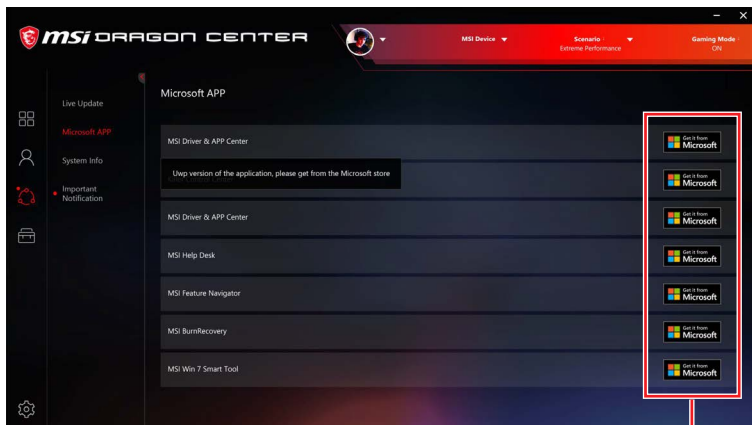 msi DRAGON CENTER
MSI Device
Scenario
Extreme Performance
Gaming Mode
ON
Live Update
Microsoft APP
System Info
Important
Notification
Microsoft APP
MSI Driver & APP Center
Get it from
Microsoft
Uwp version of the application, please get from the Microsoft store
Get it from
Microsoft
MSI Driver & APP Center
Get it from
Microsoft
MSI Help Desk
Get it from
Microsoft
MSI Feature Navigator
Get it from
Microsoft
MSI BurnRecovery
Get it from
Microsoft
MSI Win 7 Smart Tool
Get it from
Microsoft